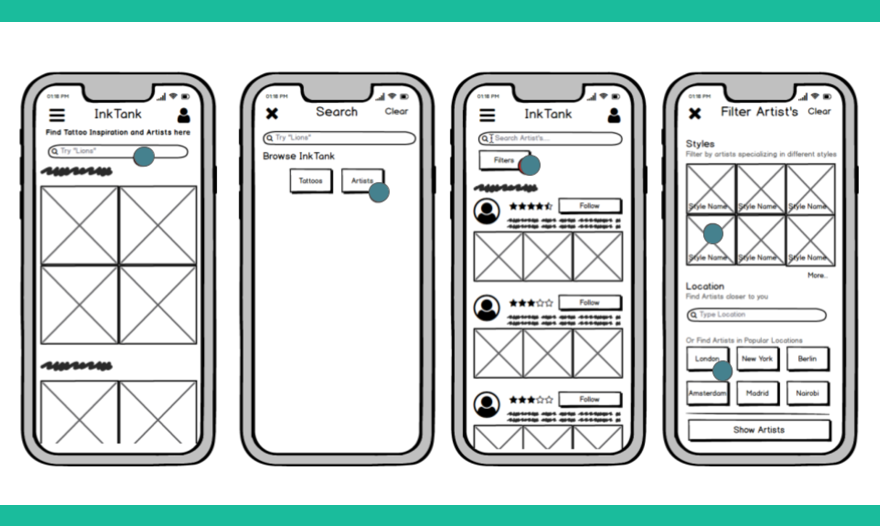 01:18 PM
InkTank
Find Tattoo Inspiration and Artists here
Try "Lions"
01:18 PM
Search
Clear
Try "Lions"
Browse InkTank
Tattoos
Artists
01:18 PM
InkTank
Search Artist's...
Filters
Follow
Follow
Follow
01:18 PM
Filter Artist's
Clear
Styles
Filter by artists specializing in different styles
Style Name Style Name Style Name
Style Name Style Name Style Name
More..
Location
Find Artists closer to you
Type Location
Or Find Artists in Popular Locations
London New York Berlin
Amsterdam Madrid Nairobi
Show Artists